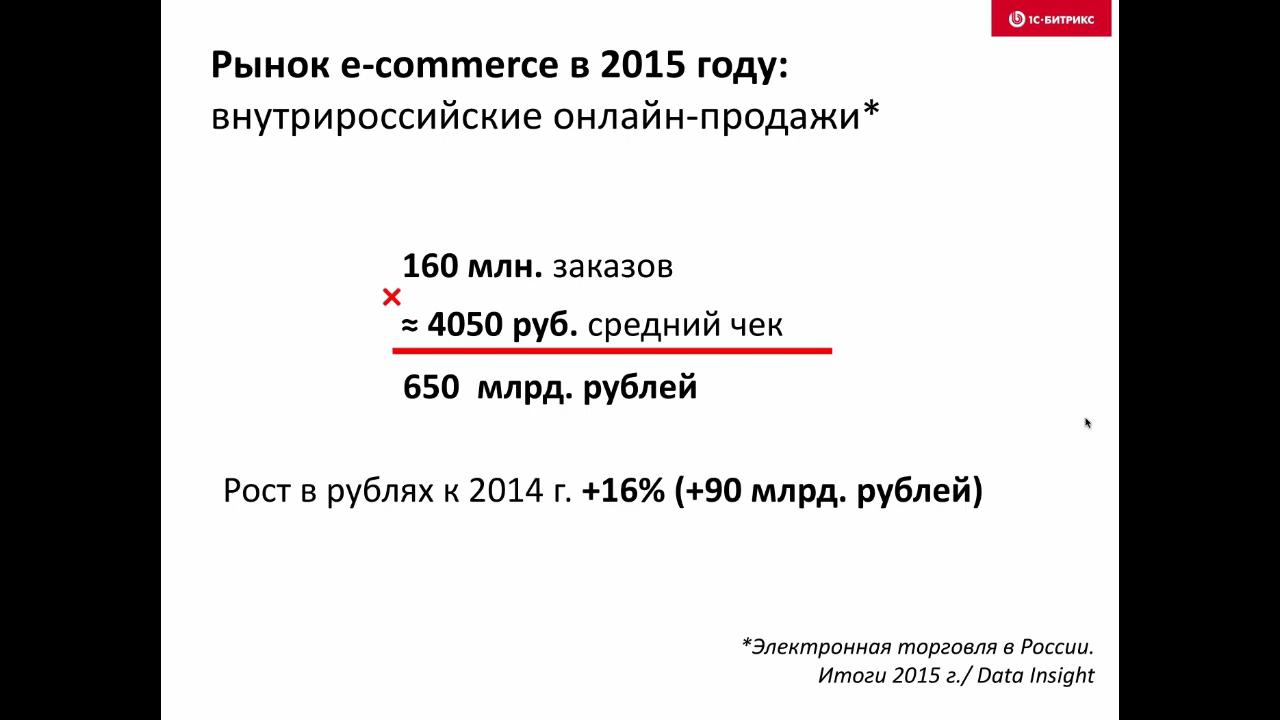 1С-БИТРИКС
Рынок e-commerce в 2015 году:
внутрироссийские онлайн-продажи*
160 млн. заказов
×
≈ 4050 руб. средний чек
650 млрд. рублей
Рост в рублях к 2014 г. +16% (+90 млрд. рублей)
*Электронная торговля в России.
Итоги 2015 г./ Data Insight